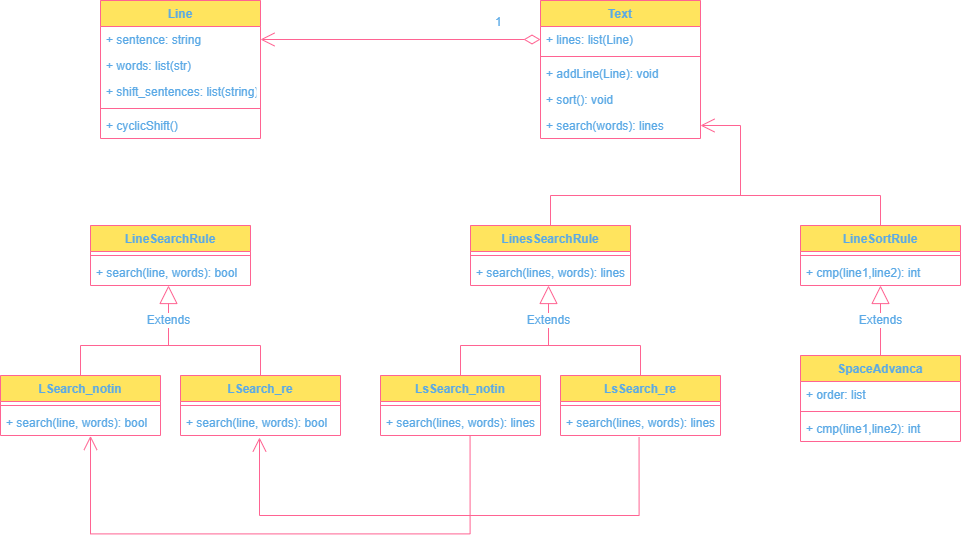 Line
+ sentence: string
+ words: list(str)
+ shift_sentences: list(string)
+ cyclicShift()
1
Text
+ lines: list(Line)
+ addLine(Line): void
+ sort(): void
+ search(words): lines
LineSearchRule
+ search(line, words): bool
LinesSearchRule
+ search(lines, words): lines
LineSortRule
+ cmp(line1,line2): int
Extends
Extends
Extends
LSearch_notin
+ search(line, words): bool
LSearch_re
+ search(line, words): bool
LsSearch_notin
+ search(lines, words): lines
LsSearch_re
+ search(lines, words): lines
SpaceAdvanca
+ order: list
+ cmp(line1,line2): int